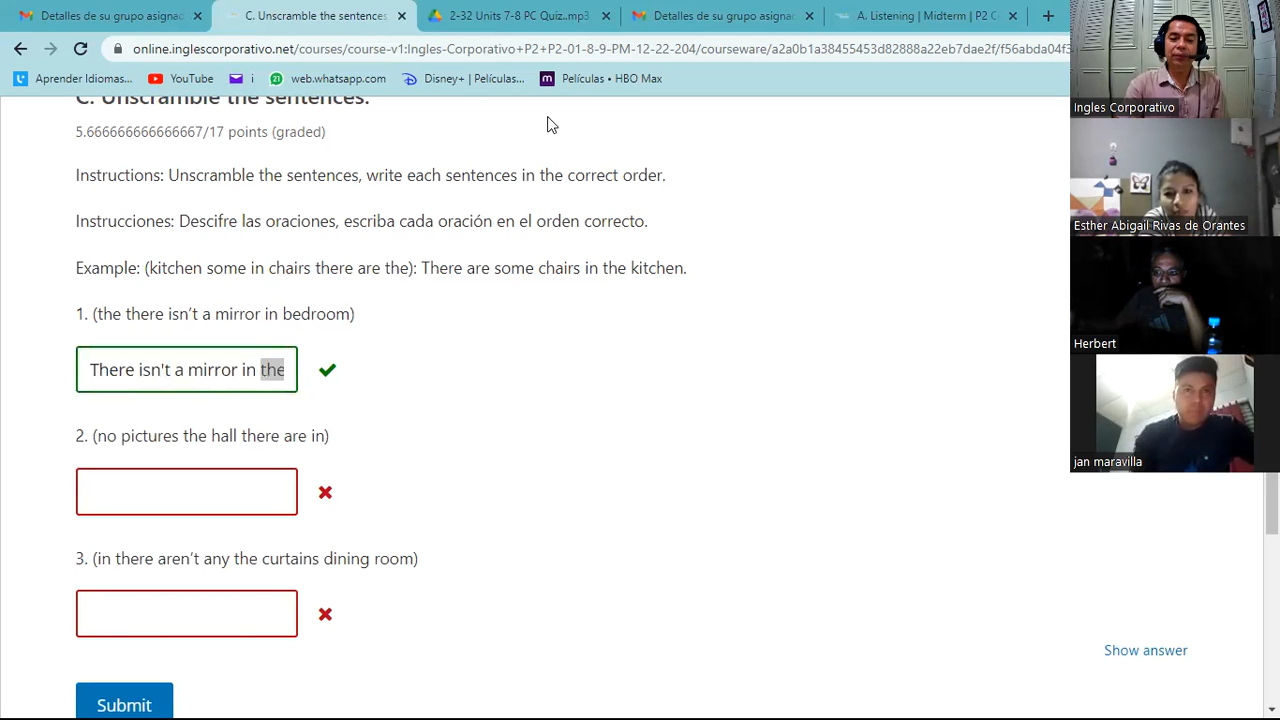 Detalles de su grupo asignad
C. Unscramble the sentences
2.32 Units 7-8 PC Quiz.mp3
Detalles de su grupo asigna
A. Listening | Midterm | P2 C
online.inglescorporativo.net/courses/course-v1:Ingles-Corporativo+P2+P2-01-8-9-PM-12-22-204/courseware/
Aprender Idiomas...
YouTube
i
web.whatsapp.com
Disney+ | Películas...
Películas • HBO Max
C. Unscramble the sentences.
5.666666666666667/17 points (graded)
Instructions: Unscramble the sentences, write each sentences in the correct order.
Instrucciones: Descifre las oraciones, escriba cada oración en el orden correcto.
Example: (kitchen some in chairs there are the): There are some chairs in the kitchen.
1. (the there isn’t a mirror in bedroom)
There isn't a mirror in the
2. (no pictures the hall there are in)
3. (in there aren’t any the curtains dining room)
Show answer
Submit
Ingles Corporativo
Esther Abigail Rivas de Orantes
Herbert
jan maravilla